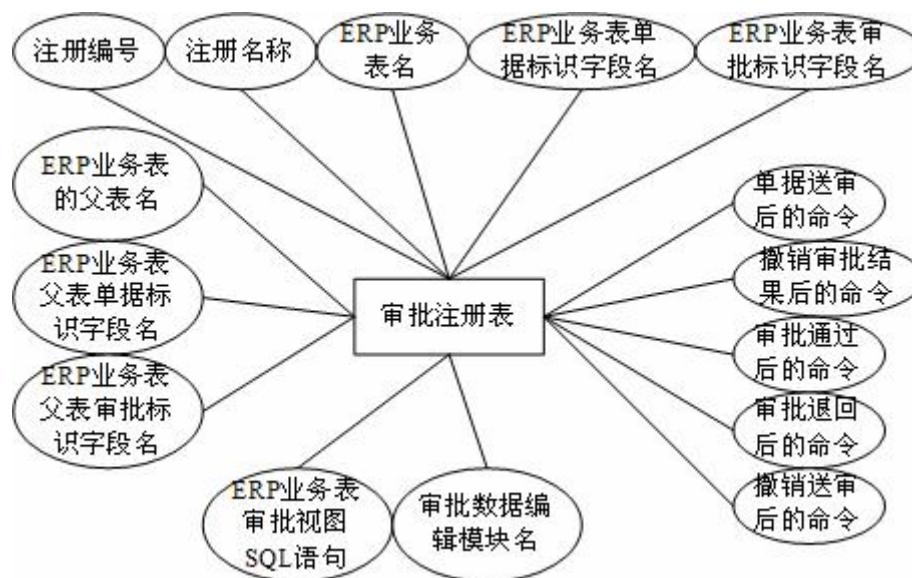 注册编号
注册名称
ERP业务
表名
ERP业务表单
据标识字段名
ERP业务表审
批标识字段名
ERP业务表
的父表名
ERP业务表
父表单据标
识字段名
ERP业务表
父表审批标
识字段名
审批注册表
单据送审
后的命令
撤销审批结
果后的命令
审批通过
后的命令
审批退回
后的命令
撤销送审
后的命令
ERP业务表
审批视图
SQL语句
审批数据编
辑模块名